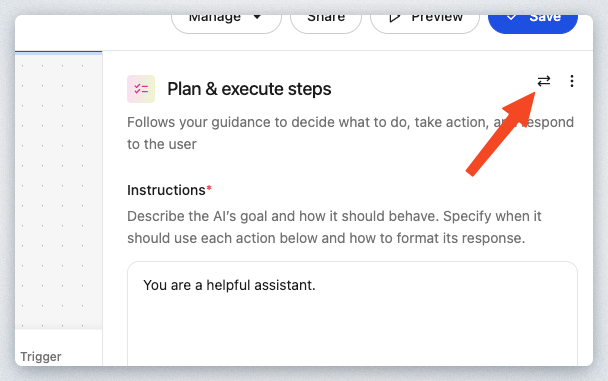 Manage
Share
Preview
Save
Plan & execute steps
Follows your guidance to decide what to do, take action, and respond
to the user
Instructions*
Describe the AI's goal and how it should behave. Specify when it
should use each action below and how to format its response.
You are a helpful assistant.
Trigger